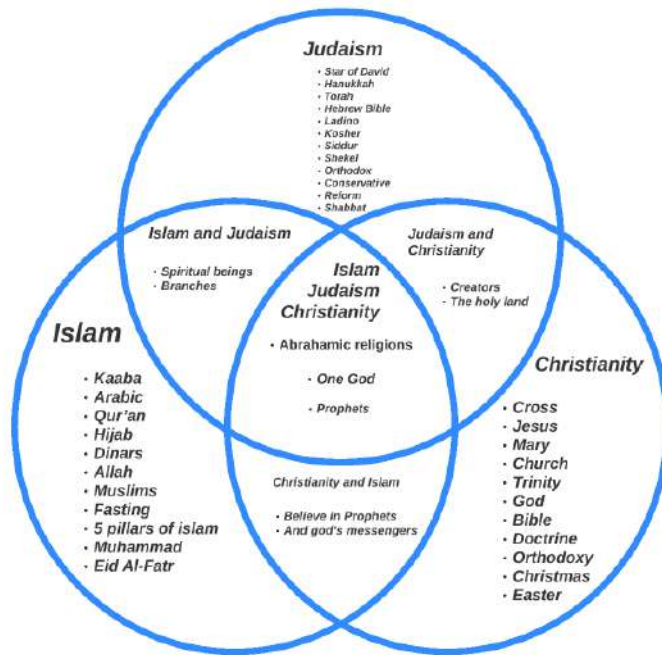 Judaism
• Star of David
• Hanukkah
• Torah
• Hebrew Bible
• Ladino
• Kosher
• Siddur
• Shekel
• Orthodox
• Conservative
• Reform
• Shabbat
Islam and Judaism
• Spiritual beings
• Branches
Judaism and
Christianity
• Creators
• The holy land
Islam
Judaism
Christianity
• Abrahamic religions
• One God
• Prophets
Islam
• Kaaba
• Arabic
• Qur'an
• Hijab
• Dinars
• Allah
• Muslims
• Fasting
• 5 pillars of islam
• Muhammad
• Eid Al-Fatr
Christianity
• Cross
• Jesus
• Mary
• Church
• Trinity
• God
• Bible
• Doctrine
• Orthodoxy
• Christmas
• Easter
Christianity and Islam
• Believe in Prophets
• And god's messengers